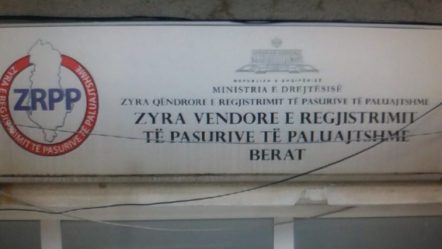 ZRPP
ZYRA E REGJISTRIMIT TË PASURIVE TË PALUAJTSHME
REPUBLIKA E SHQIPËRISË
MINISTRIA E DREJTËSISË
ZYRA QËNDRORE E REGJISTRIMIT TË PASURIVE TË PALUAJTSHME
ZYRA VENDORE E REGJISTRIMIT
TË PASURIVE TË PALUAJTSHME
BERAT